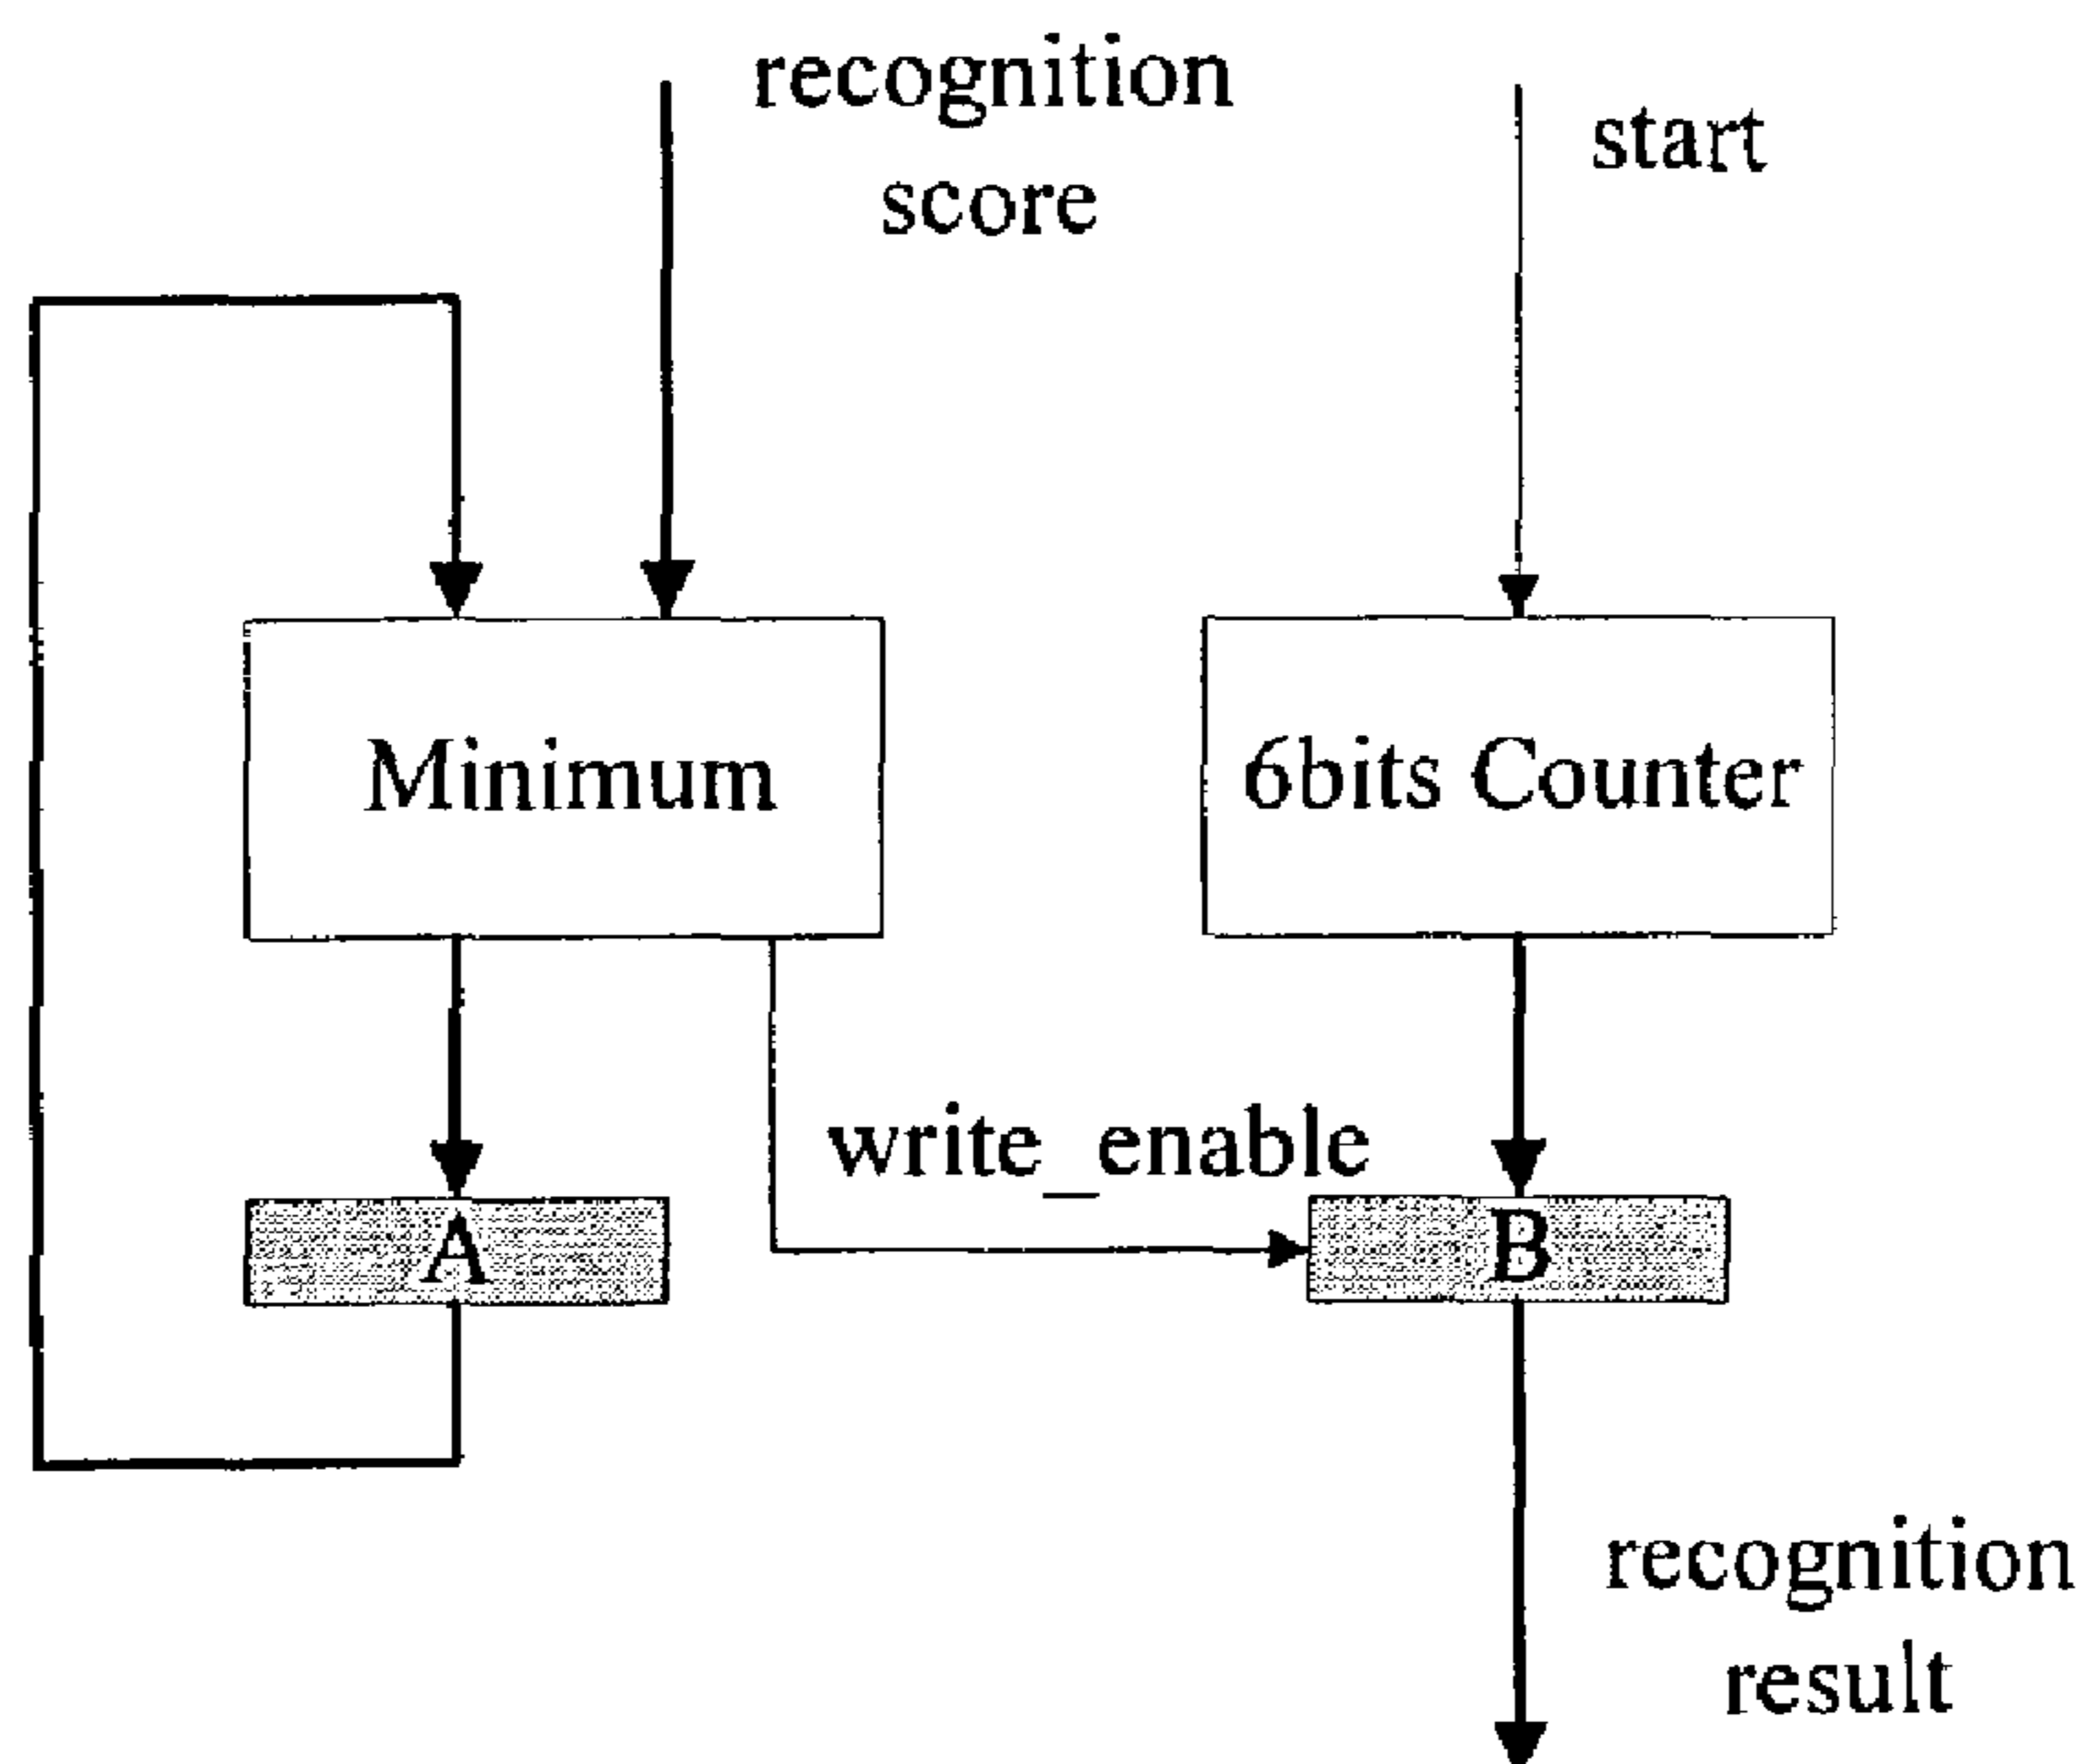 recognition
score
start
Minimum
6bits Counter
write_enable
A
B
recognition
result